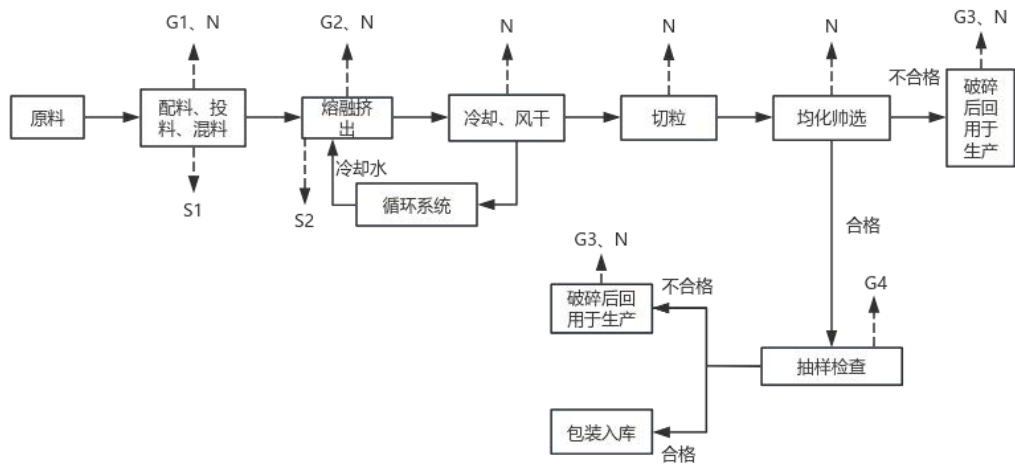 G1、N
G2、N
N
N
N
G3、N
原料
配料、投
料、混料
熔融挤
出
冷却、风干
切粒
均化帅选
不合格
破碎
后回
用于
生产
冷却水
循环系统
S1
S2
合格
G3、N
破碎后回
用于生产
不合格
G4
抽样检查
包装入库
合格